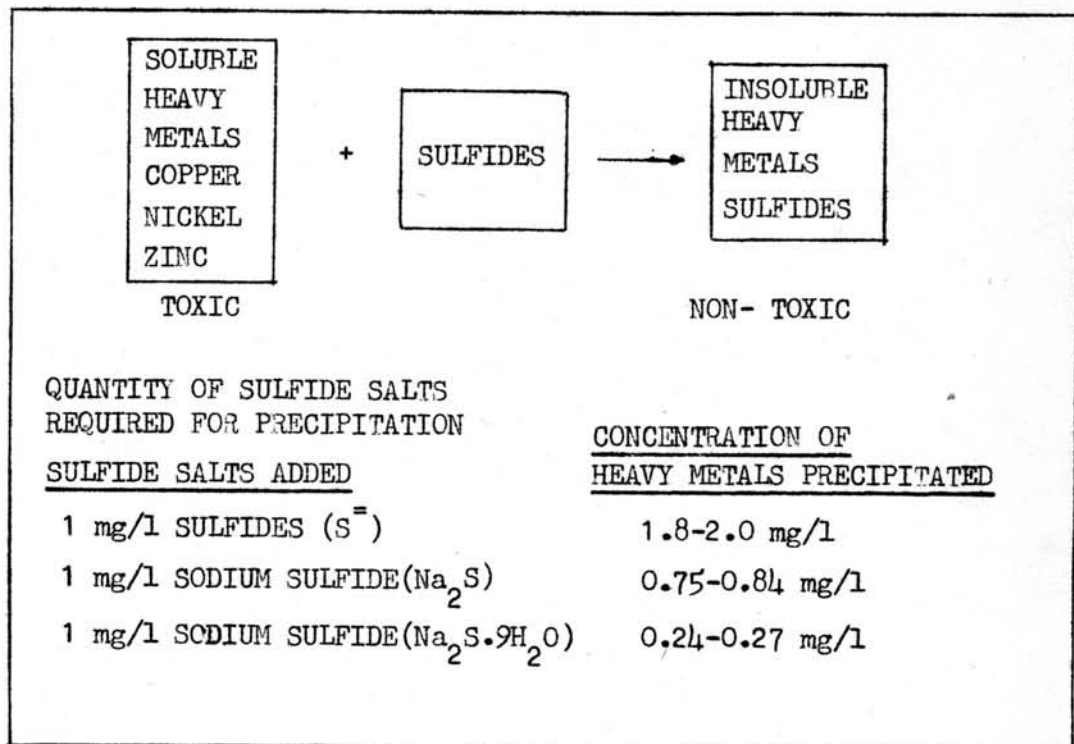 SOLUBLE
HEAVY
METALS
COPPER
NICKEL
ZINC
TOXIC
+
SULFIDES
INSOLUBLE
HEAVY
METALS
SULFIDES
NON- TOXIC
QUANTITY OF SULFIDE SALTS
REQUIRED FOR PRECIPITATION
SULFIDE SALTS ADDED
CONCENTRATION OF
HEAVY METALS PRECIPITATED
1 mg/l SULFIDES (S⁼) 1.8-2.0 mg/l
1 mg/l SODIUM SULFIDE(Na₂S) 0.75-0.84 mg/l
1 mg/l SODIUM SULFIDE(Na₂S.9H₂O) 0.24-0.27 mg/l